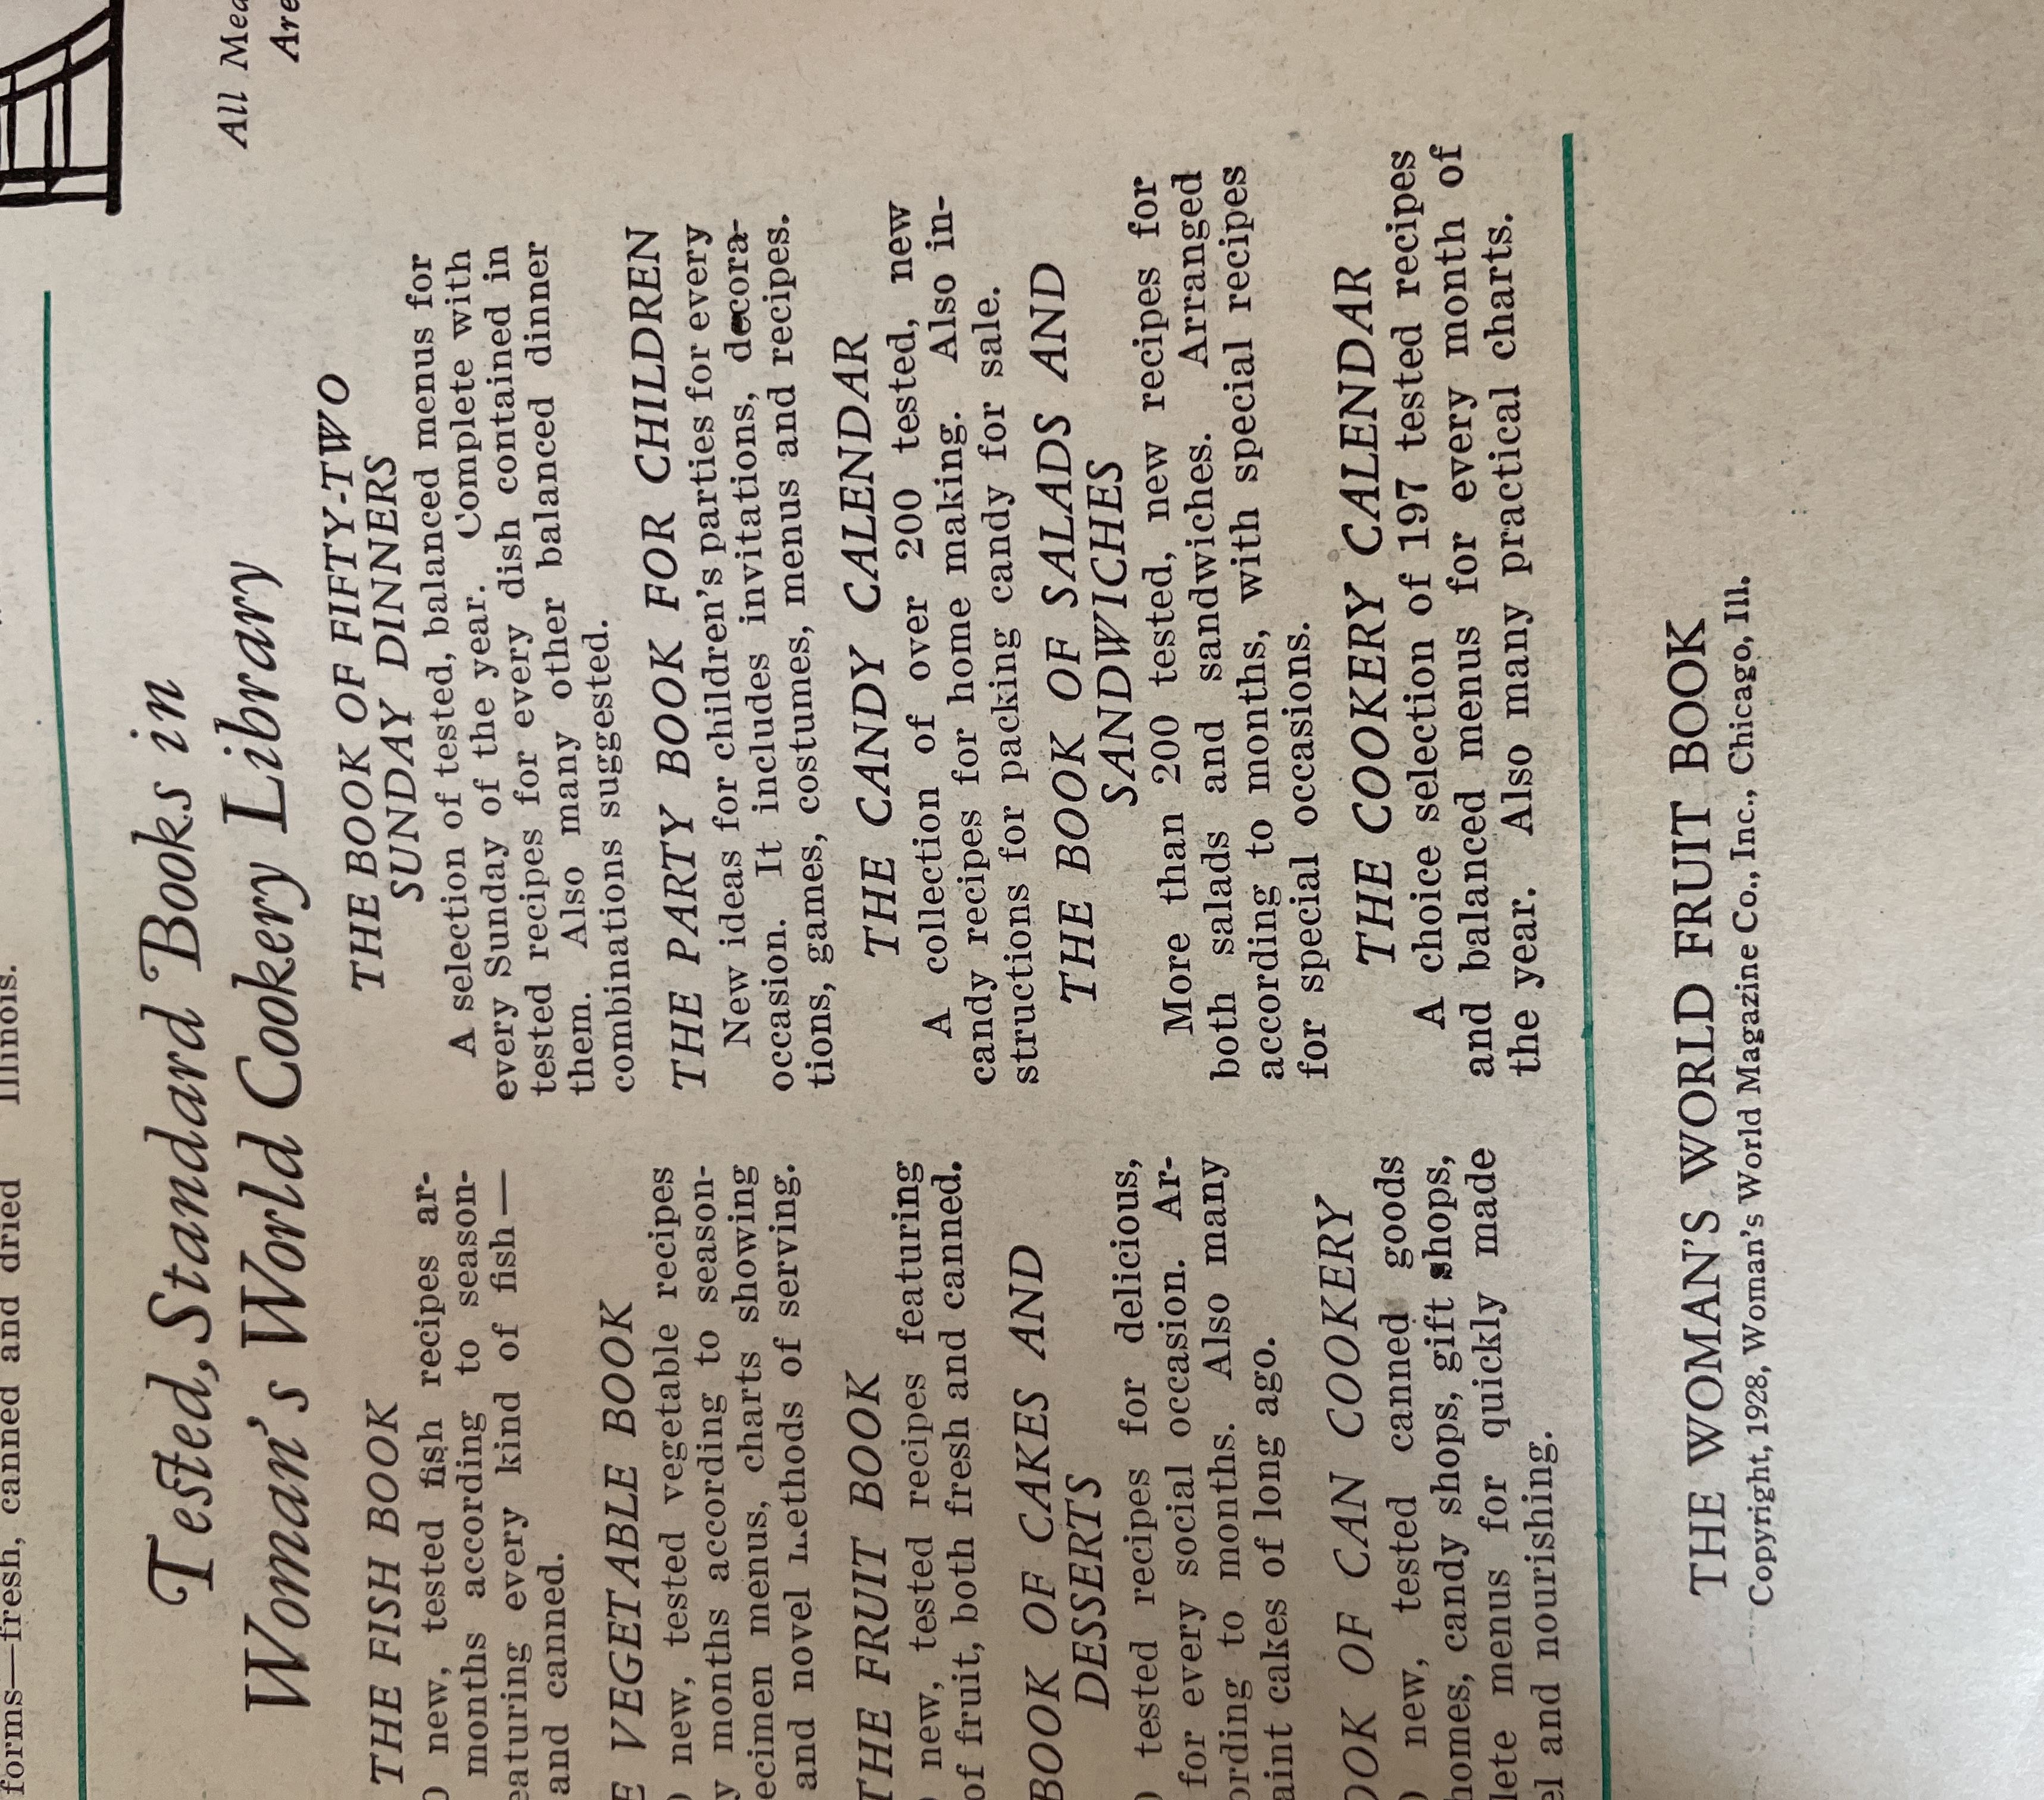 forms—fresh, canned and dried
Illinois.
All Mea
Are
Tested, Standard Books in
Woman's World Cookery Library
THE FISH BOOK
new, tested fish recipes ar-
months according to season-
eaturing every kind of fish—
and canned.
VEGETABLE BOOK
new, tested vegetable recipes
y months according to season-
ecimen menus, charts showing
and novel methods of serving.
THE FRUIT BOOK
new, tested recipes featuring
of fruit, both fresh and canned.
BOOK OF CAKES AND
DESSERTS
tested recipes for delicious,
for every social occasion. Ar-
ording to months. Also many
aint cakes of long ago.
OOK OF CAN COOKERY
new, tested canned goods
homes, candy shops, gift shops,
lete menus for quickly made
el and nourishing.
THE BOOK OF FIFTY-TWO
SUNDAY DINNERS
A selection of tested, balanced menus for
every Sunday of the year. Complete with
tested recipes for every dish contained in
them. Also many other balanced dinner
combinations suggested.
THE PARTY BOOK FOR CHILDREN
New ideas for children's parties for every
occasion. It includes invitations, decora-
tions, games, costumes, menus and recipes.
THE CANDY CALENDAR
A collection of over 200 tested, new
candy recipes for home making. Also in-
structions for packing candy for sale.
THE BOOK OF SALADS AND
SANDWICHES
More than 200 tested, new recipes for
both salads and sandwiches. Arranged
according to months, with special recipes
for special occasions.
THE COOKERY CALENDAR
A choice selection of 197 tested recipes
and balanced menus for every month of
the year. Also many practical charts.
THE WOMAN'S WORLD FRUIT BOOK
Copyright, 1928, Woman's World Magazine Co., Inc., Chicago, Ill.